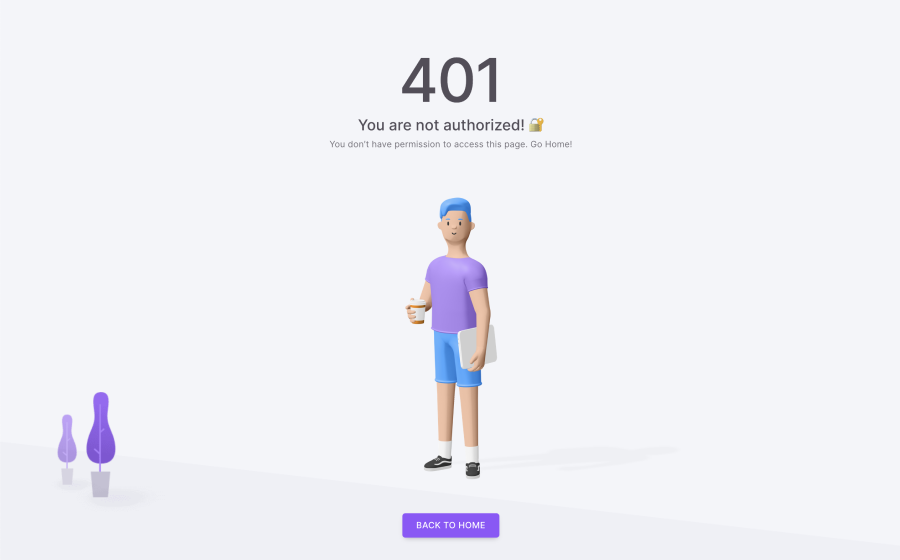 401
You are not authorized! 🔐
You don't have permission to access this page. Go Home!
BACK TO HOME